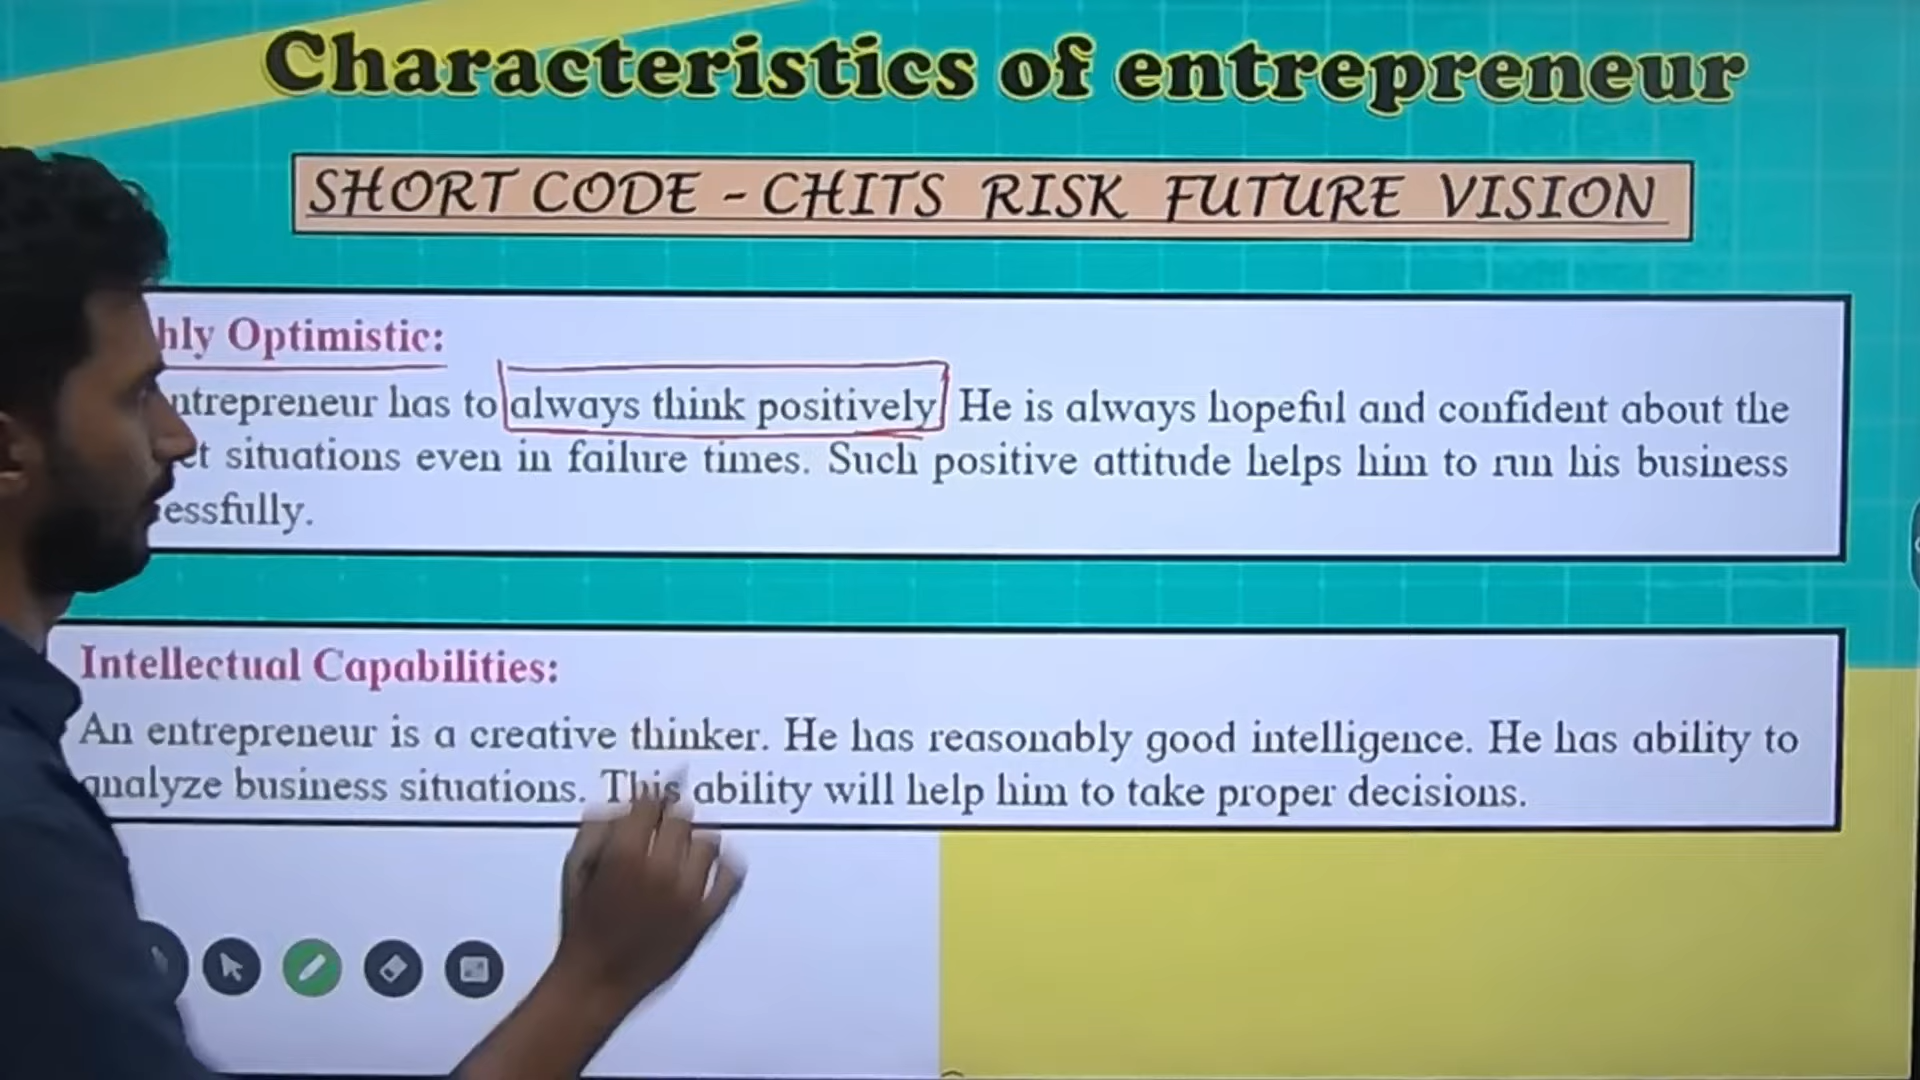 Characteristics of entrepreneur
SHORT CODE - CHITS RISK FUTURE VISION
Optimistic:
has to always think positively He is always hopeful and confident about the
situations even in failure times. Such positive attitude helps him to run his business
Intellectual Capabilities:
An entrepreneur is a creative thinker. He has reasonably good intelligence. He has ability to
analyze business situations. This ability will help him to take proper decisions.